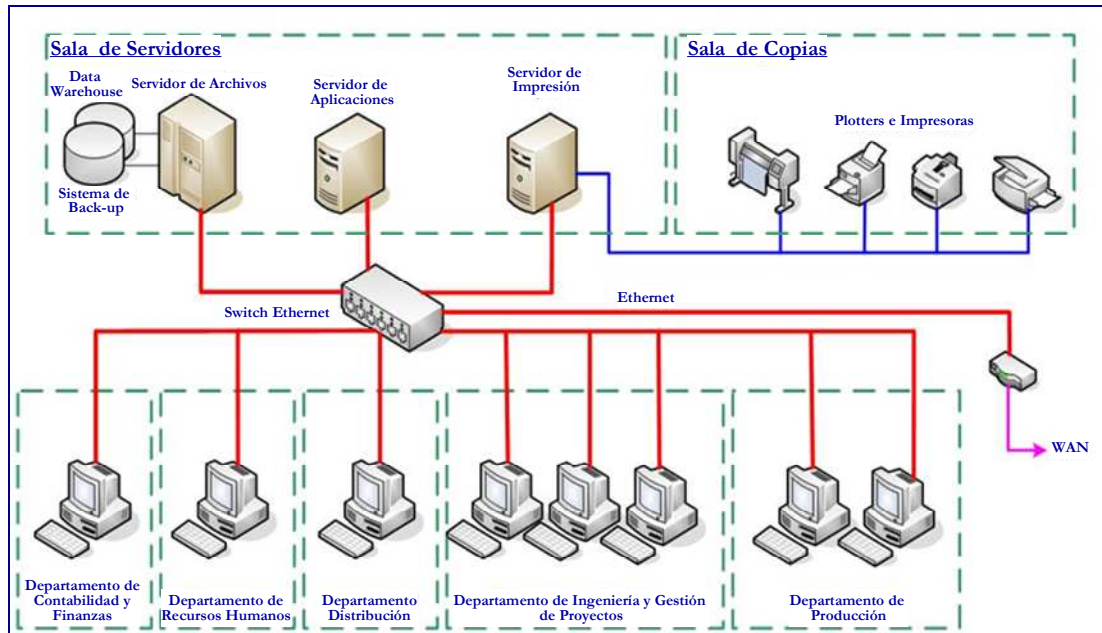 Sala de Servidores
Sala de Copias
Data
Warehouse
Servidor de Archivos
Servidor de
Aplicaciones
Servidor de
Impresión
Plotters e Impresoras
Sistema de
Back-up
Switch Ethernet
Ethernet
WAN
Departamento de
Contabilidad y
Finanzas
Departamento de
Recursos Humanos
Departamento
Distribución
Departamento de Ingeniería y Gestión
de Proyectos
Departamento de
Producción